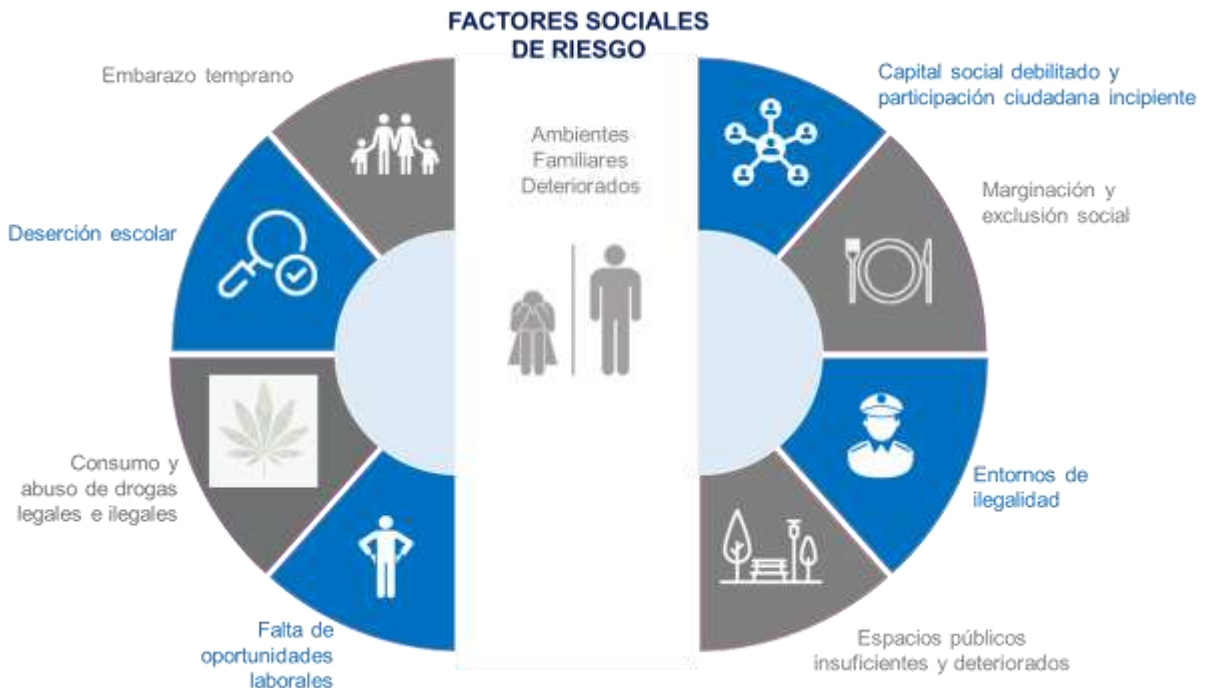 FACTORES SOCIALES
DE RIESGO
Embarazo temprano
Deserción escolar
Consumo y
abuso de drogas
legales e ilegales
Falta de
oportunidades
laborales
Ambientes
Familiares
Deteriorados
Capital social debilitado y
participación ciudadana incipiente
Marginación y
exclusión social
Entornos de
ilegalidad
Espacios públicos
insuficientes y deteriorados